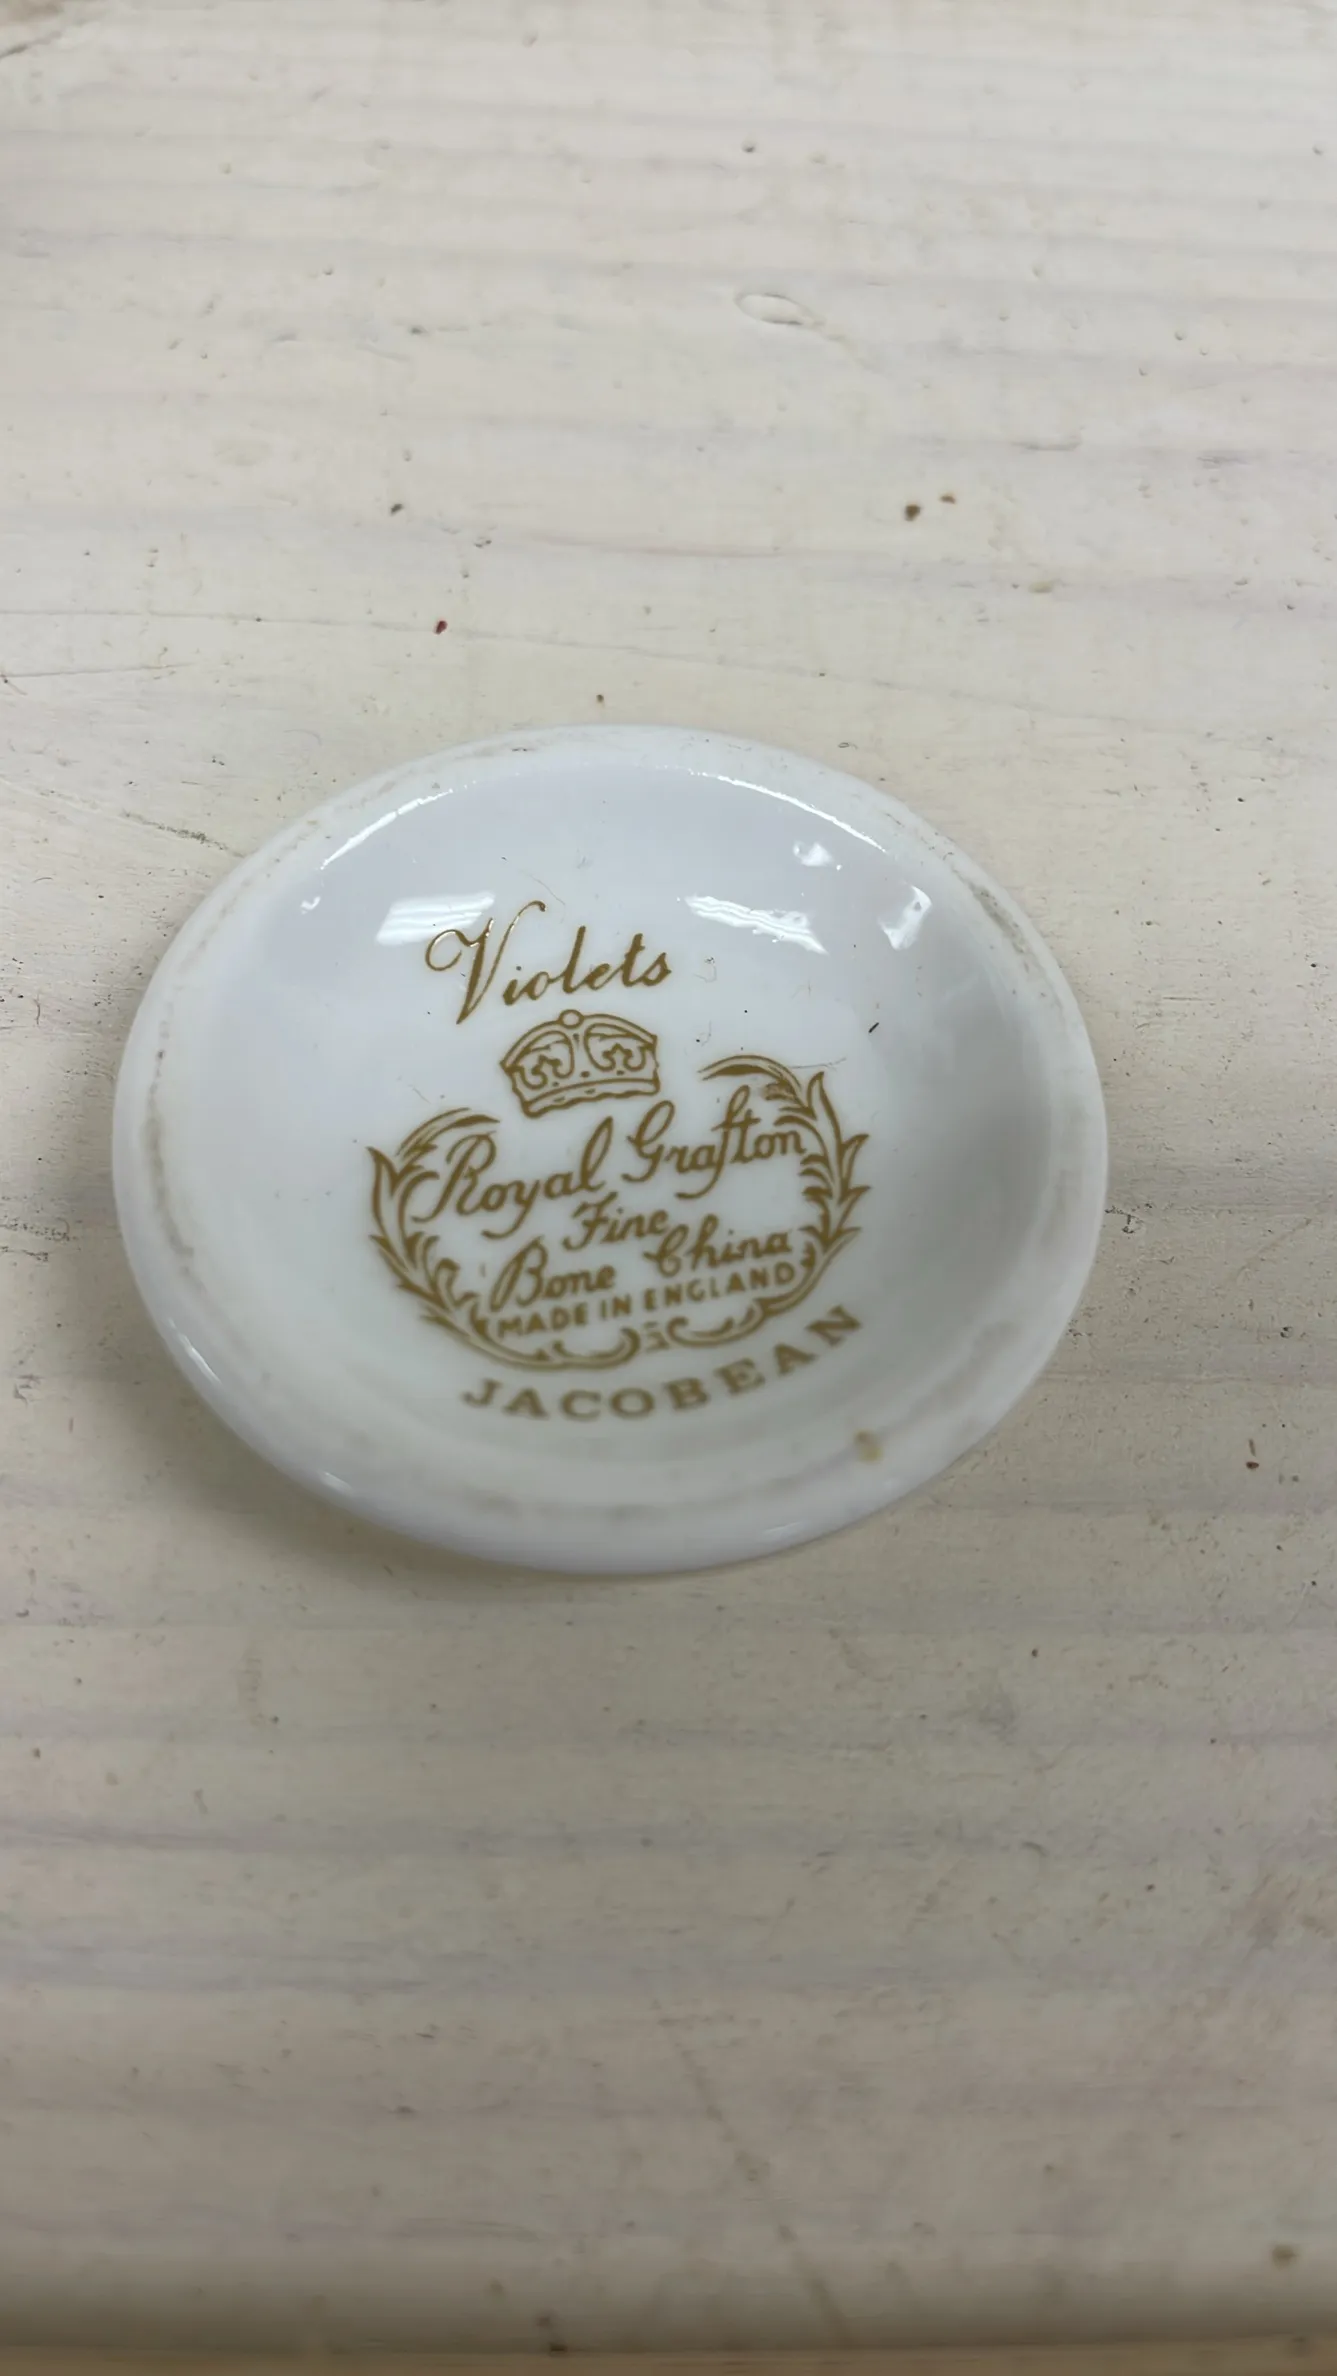 Violets
Royal Grafton
Fine
Bone China
MADE IN ENGLAND
JACOBEAN